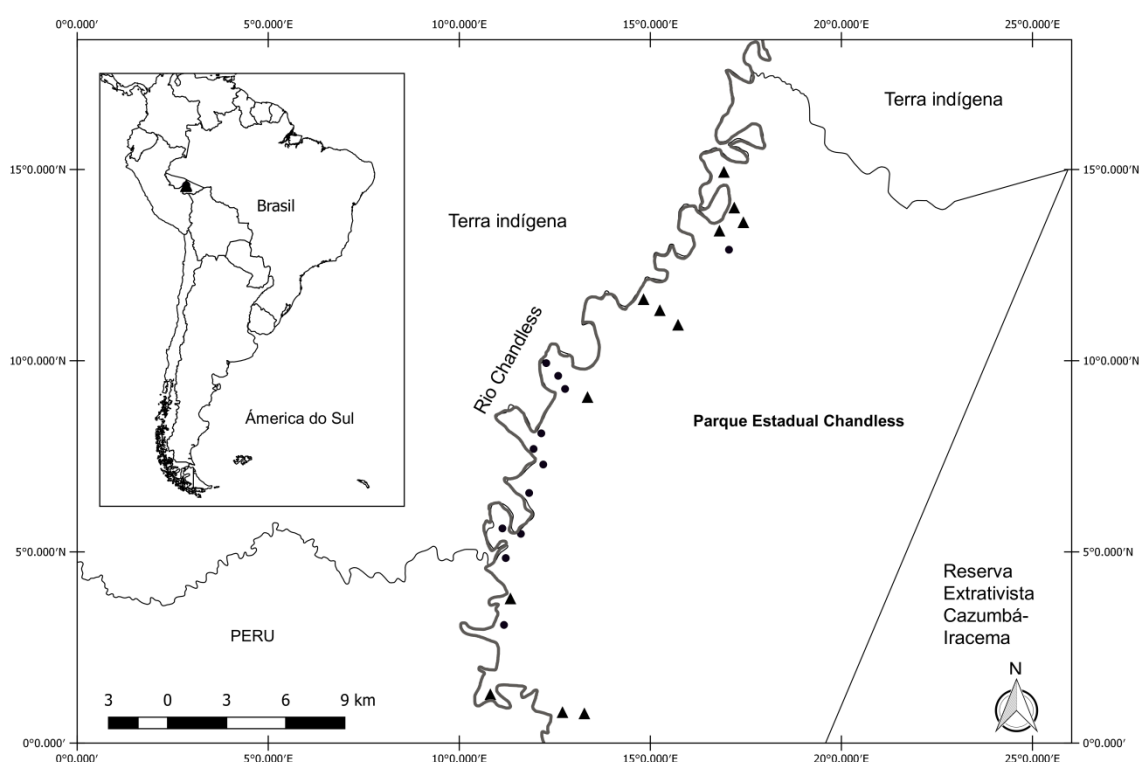 0°0.000' 5°0.000'N 10°0.000'N 15°0.000'N 20°0.000'N 25°0.000'N
Terra indígena
15°0.000'N 15°0.000'N
Brasil
Terra indígena
Rio Chandless
10°0.000'N 10°0.000'N
Ámerica do Sul
Parque Estadual Chandless
5°0.000'N 5°0.000'N
Reserva
Extrativista
Cazumbá-
Iracema
PERU
N
3 0 3 6 9 km
0°0.000' 0°0.000'
0°0.000' 5°0.000'N 10°0.000'N 15°0.000'N 20°0.000'N 25°0.000'N